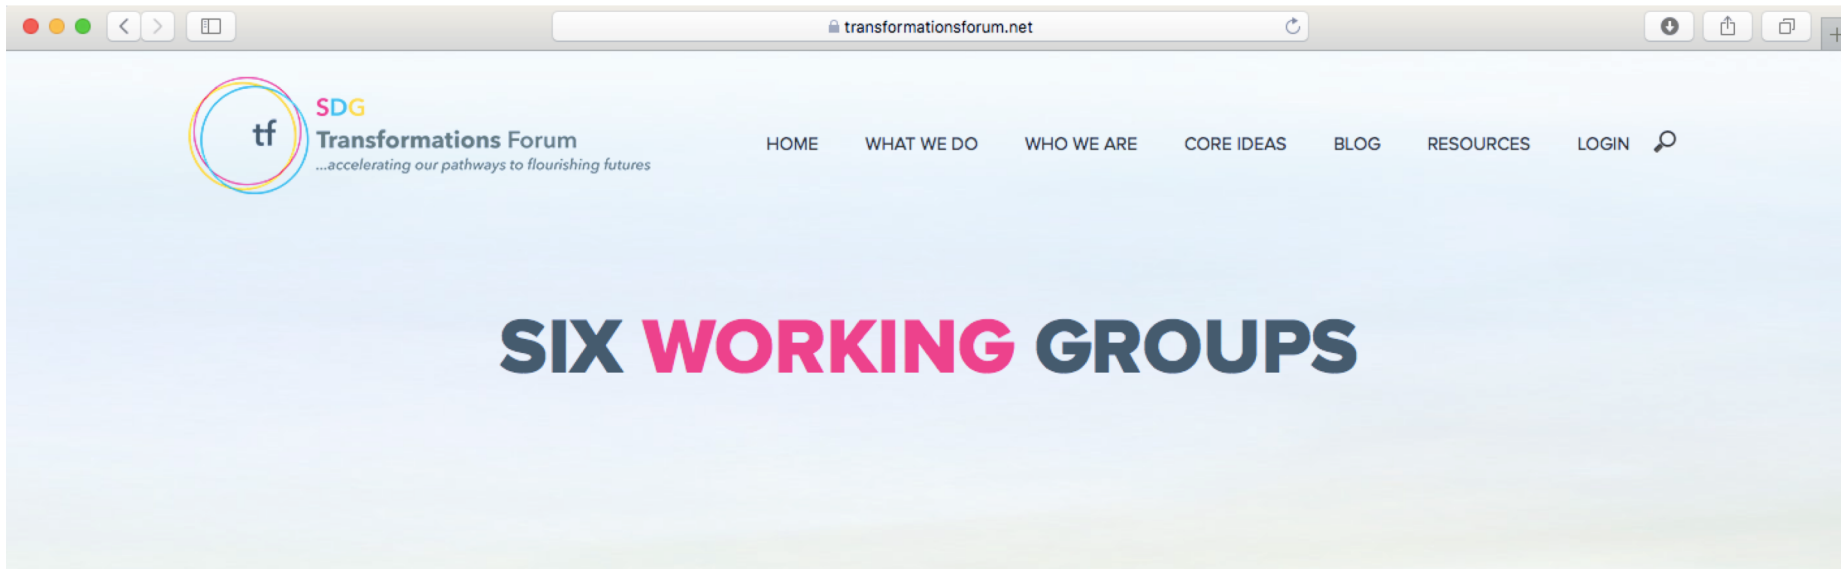 transformationsforum.net
tf
SDG
Transformations Forum
...accelerating our pathways to flourishing futures
HOME WHAT WE DO WHO WE ARE CORE IDEAS BLOG RESOURCES LOGIN
SIX WORKING GROUPS